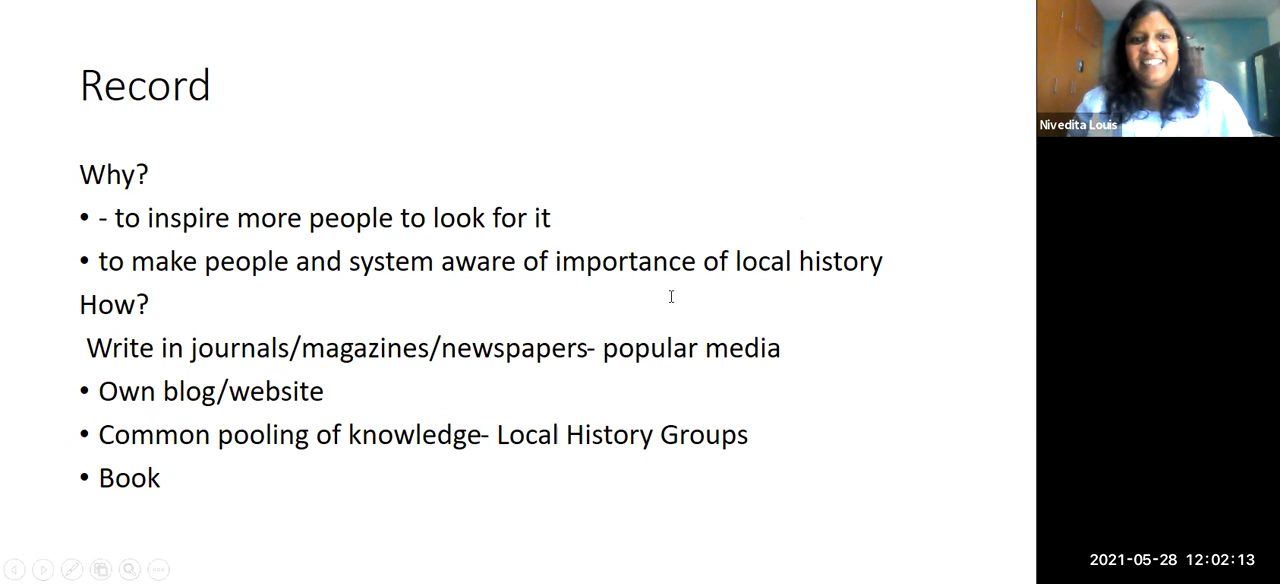 Record
Why?
• - to inspire more people to look for it
• to make people and system aware of importance of local history
How?
Write in journals/magazines/newspapers- popular media
• Own blog/website
• Common pooling of knowledge- Local History Groups
• Book
Nivedita Louis
2021-05-28 12:02:13